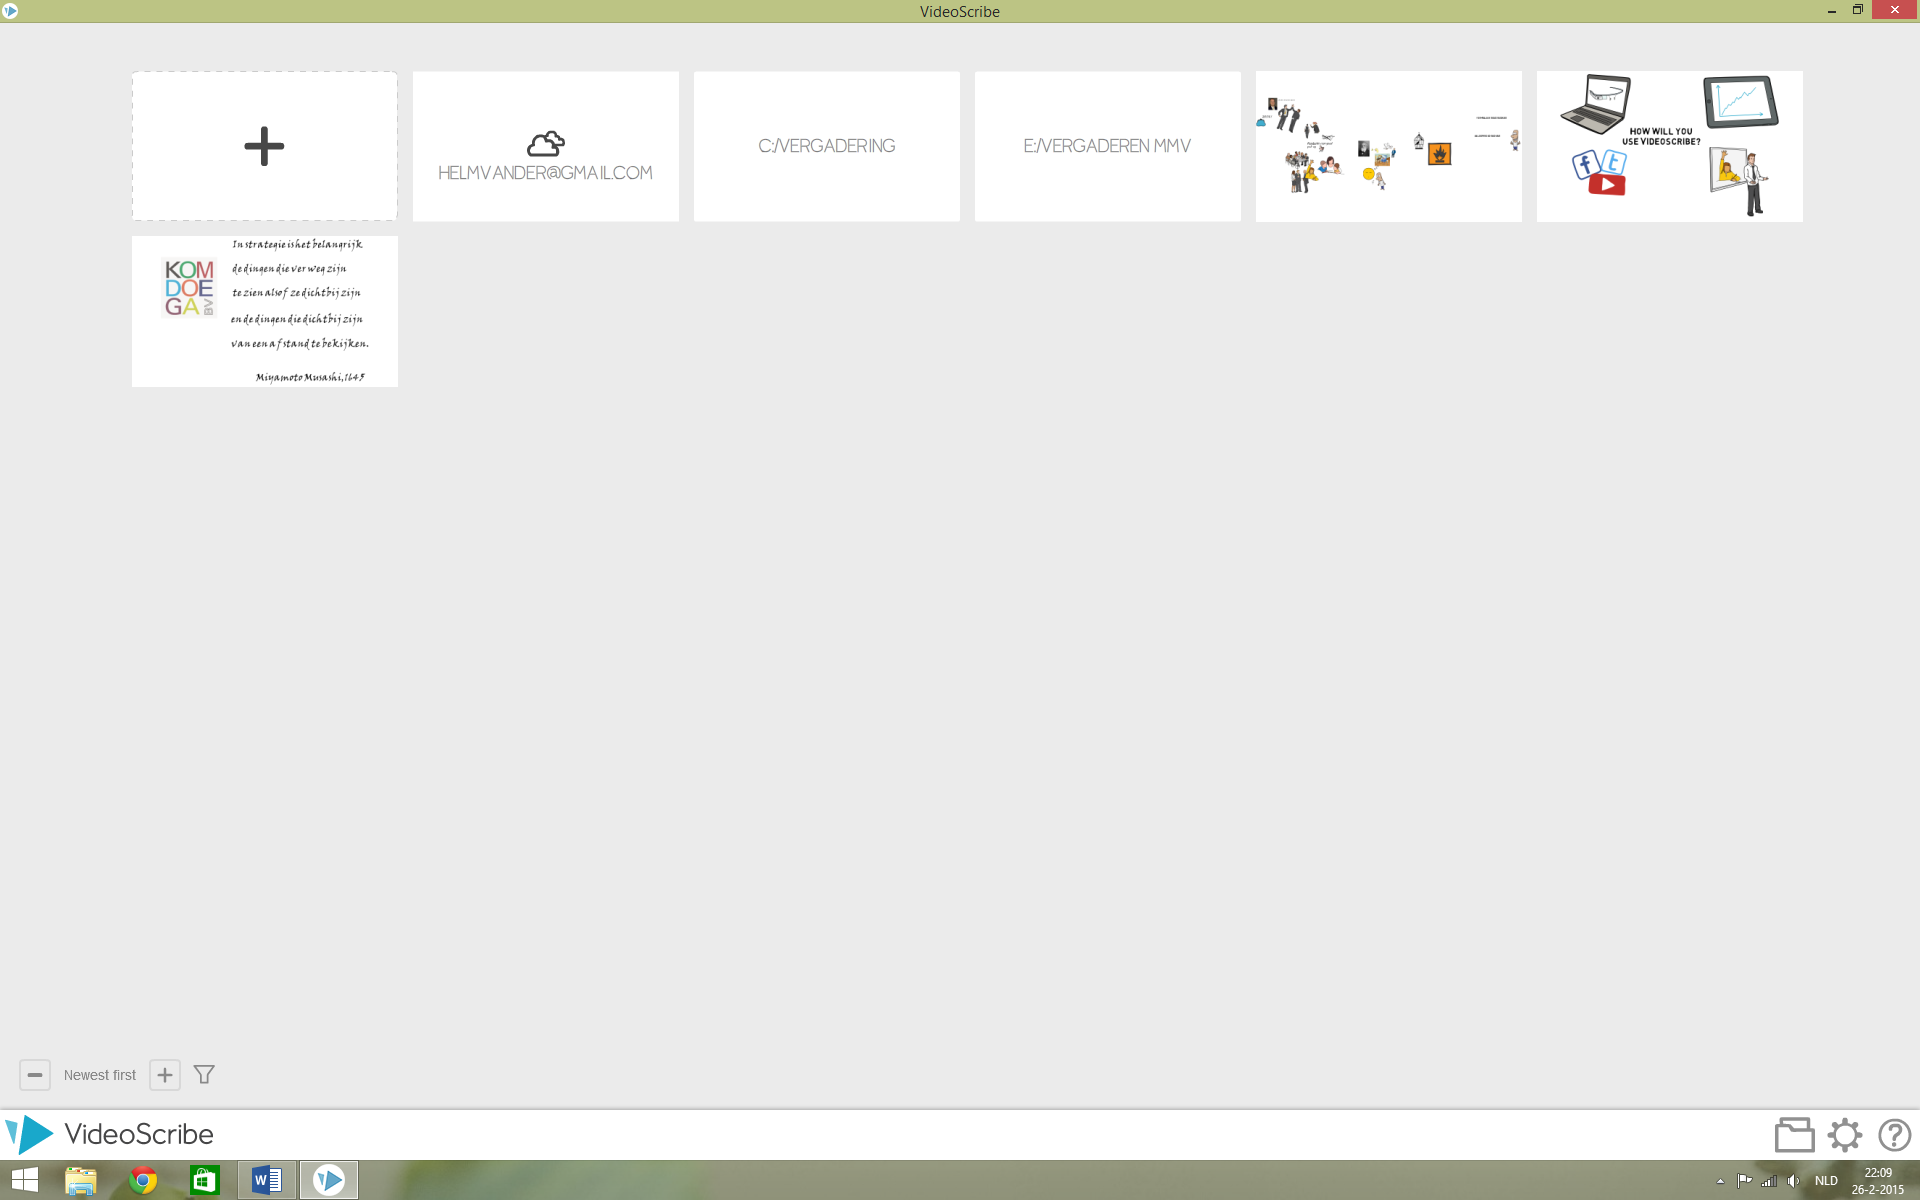 VideoScribe
HELMVANDER@GMAIL.COM
C:/VERGADERING
E:/VERGADEREN MMV
HOW WILL YOU
USE VIDEOSCRIBE?
KOM
DOE
GA BV
In strategie is het belangrijk
de dingen die ver weg zijn
te zien alsof ze dichtbij zijn
en de dingen die dichtbij zijn
van een afstand te bekijken.
Miyamoto Musashi, 1645
Newest first
VideoScribe
NLD
22:09
26-2-2015